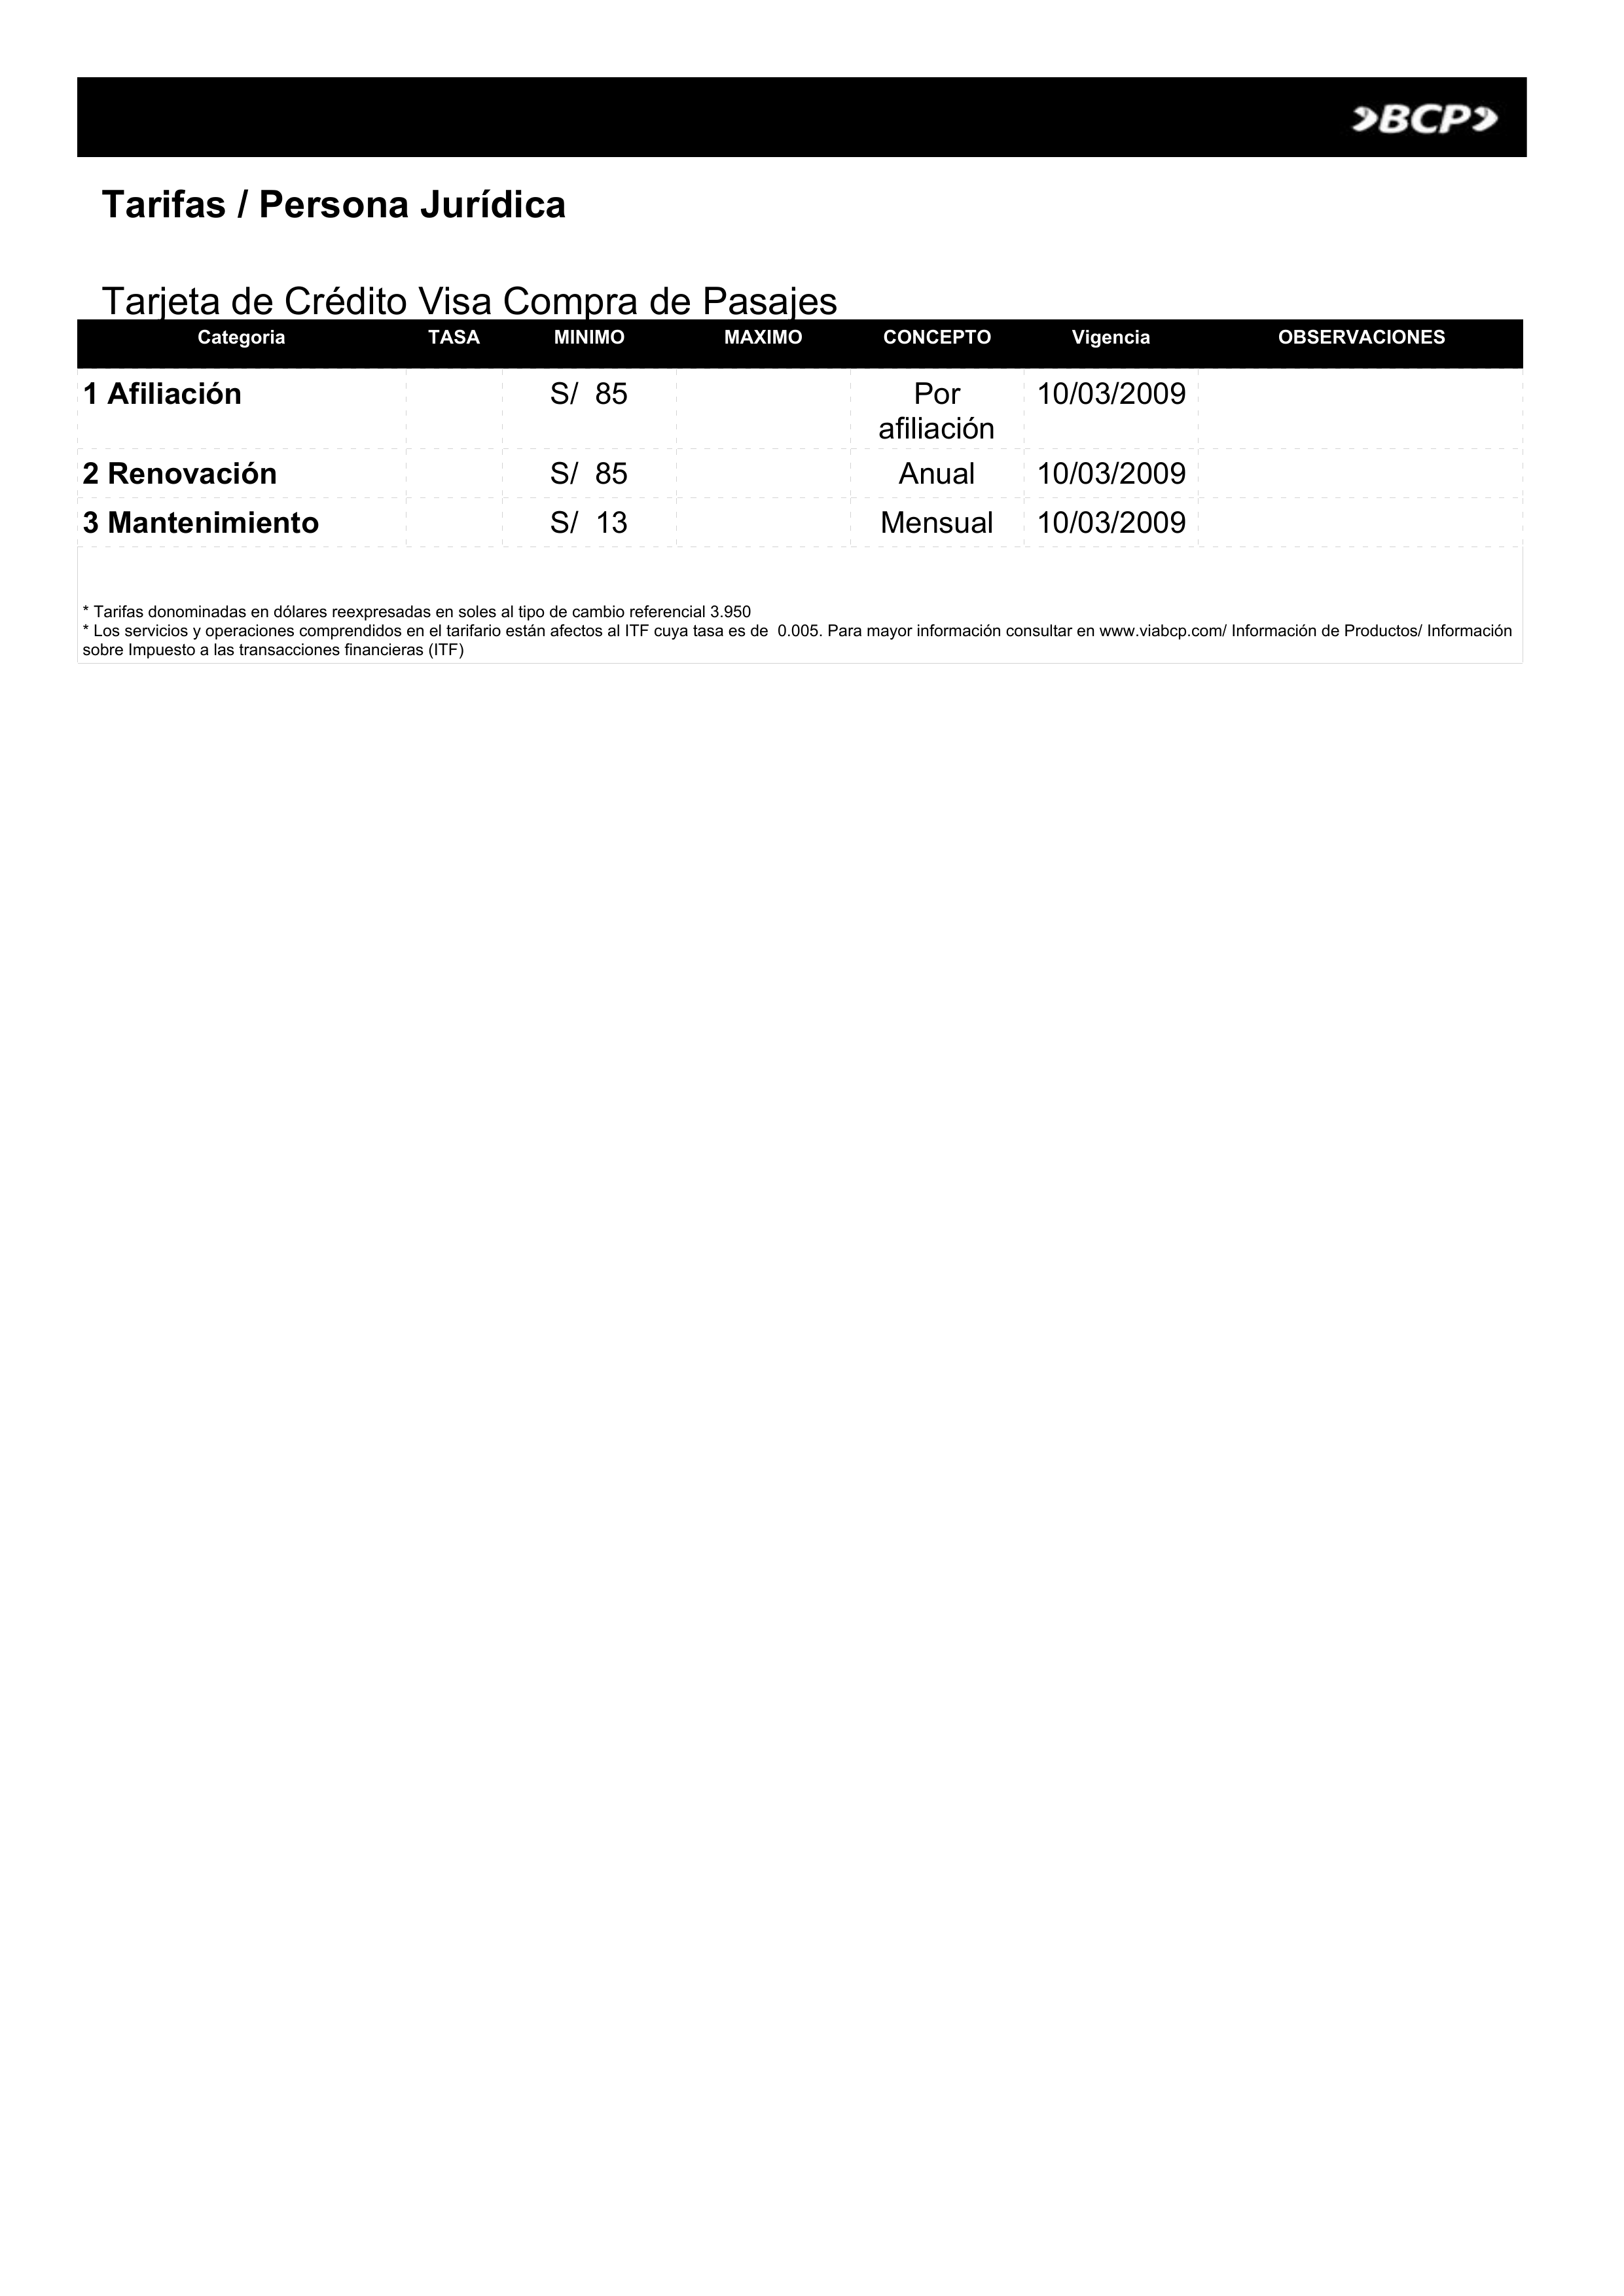 BCP
Tarifas / Persona Jurídica
Tarjeta de Crédito Visa Compra de Pasajes
Categoria TASA MINIMO MAXIMO CONCEPTO Vigencia OBSERVACIONES
1 Afiliación S/ 85 Por afiliación 10/03/2009
2 Renovación S/ 85 Anual 10/03/2009
3 Mantenimiento S/ 13 Mensual 10/03/2009
* Tarifas donominadas en dólares reexpresadas en soles al tipo de cambio referencial 3.950
* Los servicios y operaciones comprendidos en el tarifario están afectos al ITF cuya tasa es de 0.005. Para mayor información consultar en www.viabcp.com/ Información de Productos/ Información
sobre Impuesto a las transacciones financieras (ITF)